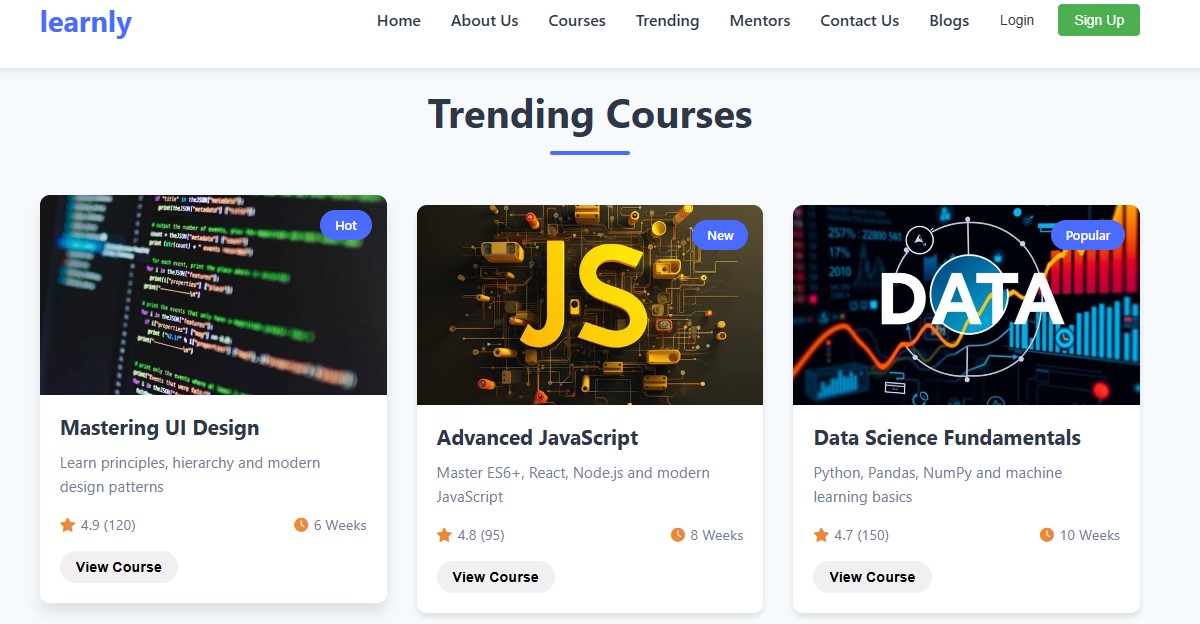 learnly
Home About Us Courses Trending Mentors Contact Us Blogs Login Sign Up
Trending Courses
Hot
New
JS
Popular
257%
17%
2010
DATA
Mastering UI Design
Learn principles, hierarchy and modern
design patterns
4.9 (120)
6 Weeks
View Course
Advanced JavaScript
Master ES6+, React, Node.js and modern
JavaScript
4.8 (95)
8 Weeks
View Course
Data Science Fundamentals
Python, Pandas, NumPy and machine
learning basics
4.7 (150)
10 Weeks
View Course